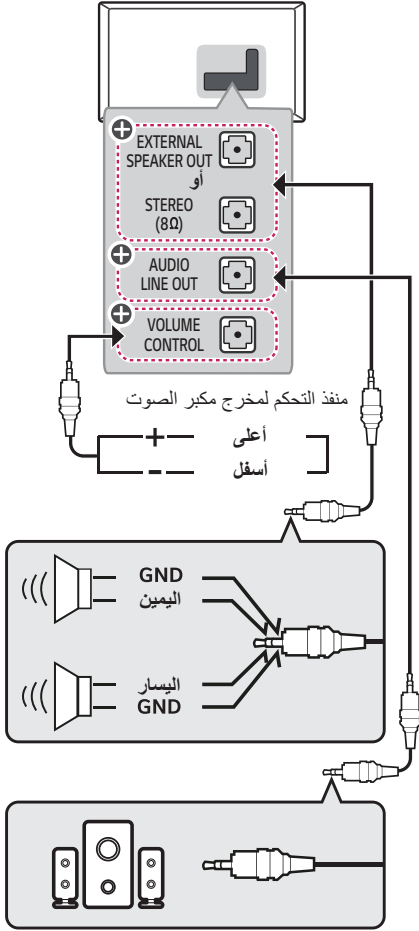 EXTERNAL
SPEAKER OUT
أو
STEREO
(8Ω)
AUDIO
LINE OUT
VOLUME
CONTROL
منفذ التحكم لمخرج مكبر الصوت
أعلى
أسفل
GND
اليمين
اليسار
GND